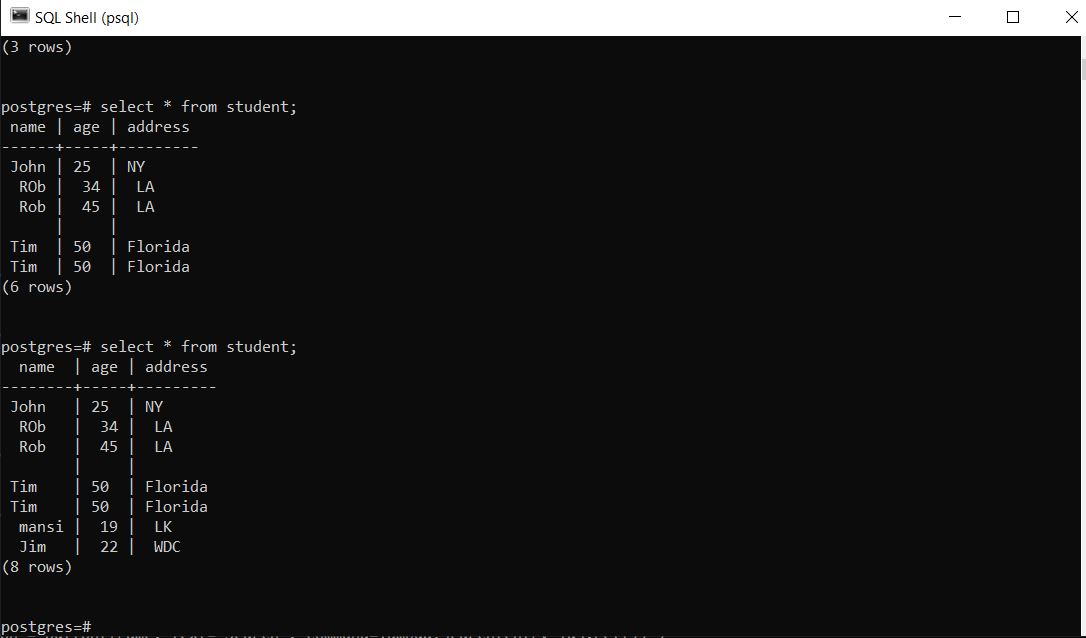 SQL Shell (psql)
(3 rows)
postgres=# select * from student;
 name | age | address
------+-----+---------
 John | 25  | NY
  ROb |  34 |  LA
  Rob |  45 |  LA
      |     |
 Tim  | 50  | Florida
 Tim  | 50  | Florida
(6 rows)
postgres=# select * from student;
  name  | age | address
--------+-----+---------
 John   | 25  | NY
  ROb   |  34 |  LA
  Rob   |  45 |  LA
        |     |
 Tim    | 50  | Florida
 Tim    | 50  | Florida
  mansi |  19 |  LK
  Jim   |  22 |  WDC
(8 rows)
postgres=#